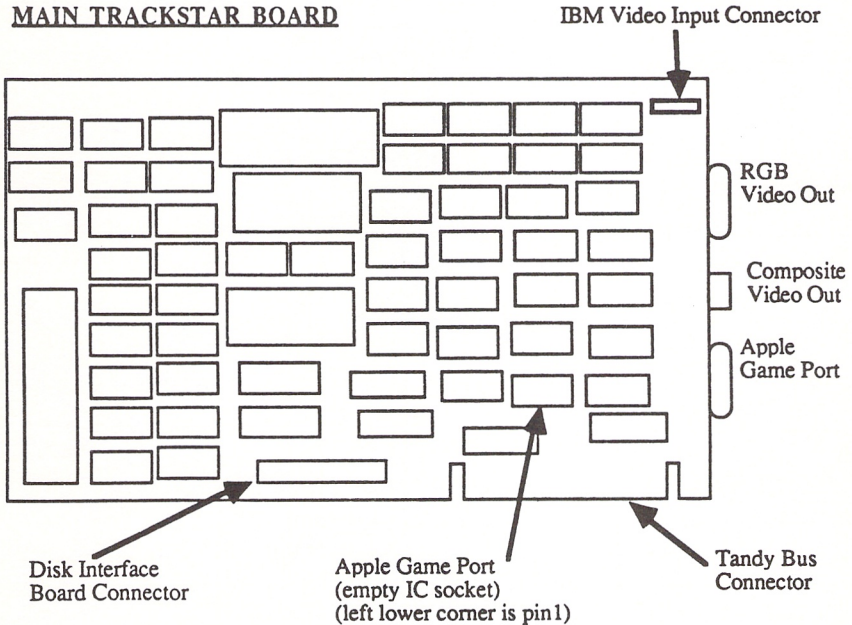 MAIN TRACKSTAR BOARD
IBM Video Input Connector
RGB
Video Out
Composite
Video Out
Apple
Game Port
Disk Interface
Board Connector
Apple Game Port
(empty IC socket)
(left lower corner is pin1)
Tandy Bus
Connector